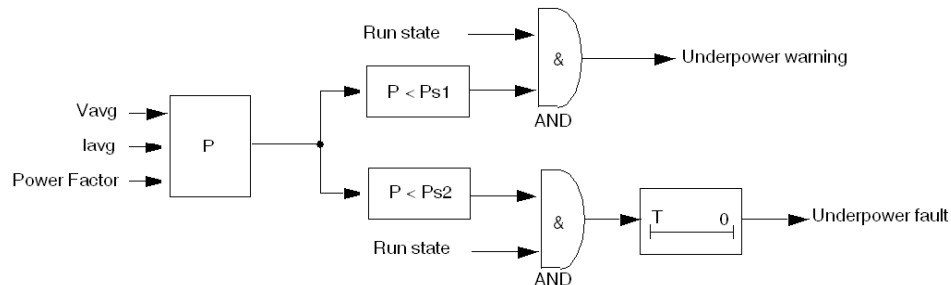 Run state
&
Underpower warning
P < Ps1
Vavg
AND
Iavg
P
Power Factor
P < Ps2
&
T 0
Underpower fault
Run state
AND